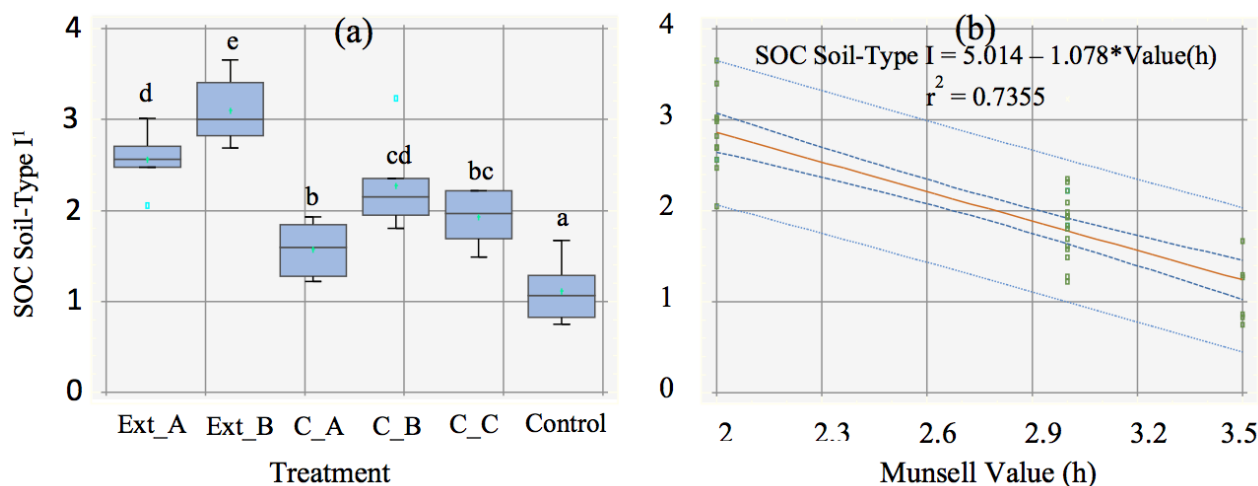 (a)
SOC Soil-Type I¹
4
3
2
1
0
d
e
b
cd
bc
a
Ext_A Ext_B C_A C_B C_C Control
Treatment
(b)
SOC Soil-Type I = 5.014 – 1.078*Value(h)
r² = 0.7355
4
3
2
1
0
2 2.3 2.6 2.9 3.2 3.5
Munsell Value (h)